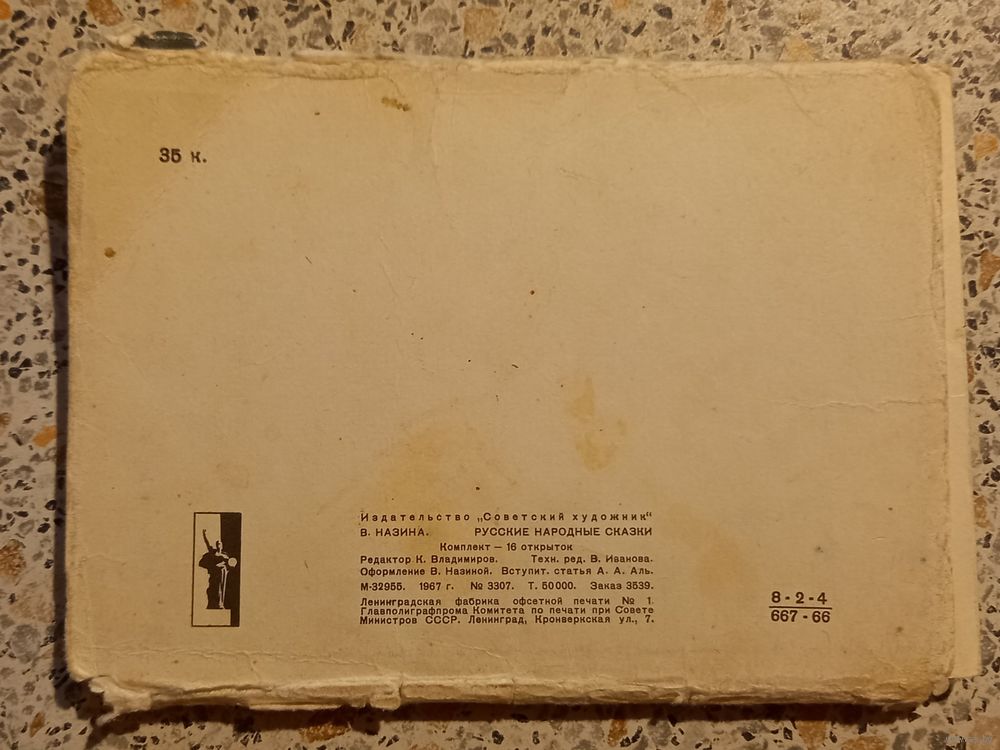 35 к.
Издательство „Советский художник“
В. НАЗИНА. РУССКИЕ НАРОДНЫЕ СКАЗКИ
Комплект — 16 открыток
Редактор К. Владимиров. Техн. ред. В. Иванова.
Оформление В. Назиной. Вступит. статья А. А. Аль.
М-32955. 1967 г. № 3307. Т. 50000. Заказ 3539.
Ленинградская фабрика офсетной печати № 1
Главполиграфпрома Комитета по печати при Совете
Министров СССР. Ленинград, Кронверкская ул., 7.
8-2-4
667-66